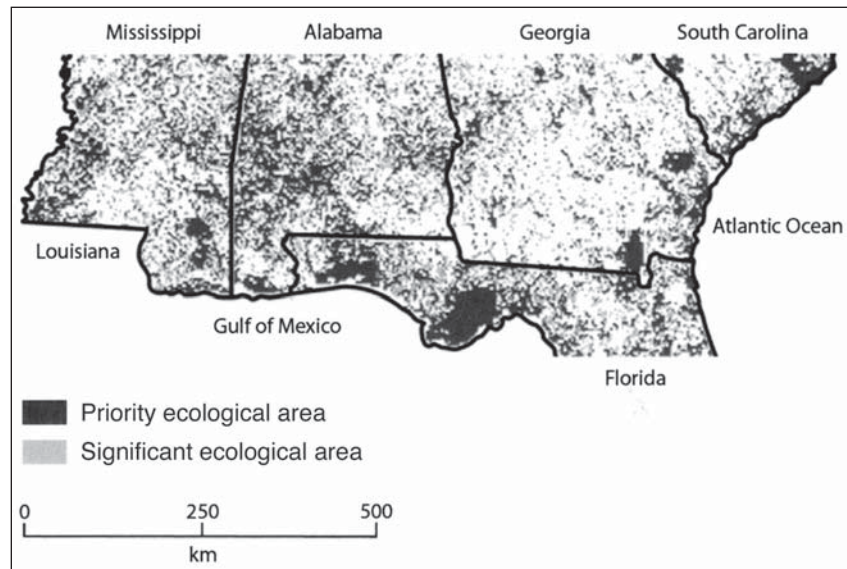 Mississippi
Alabama
Georgia
South Carolina
Louisiana
Atlantic Ocean
Gulf of Mexico
Florida
Priority ecological area
Significant ecological area
0
250
500
km